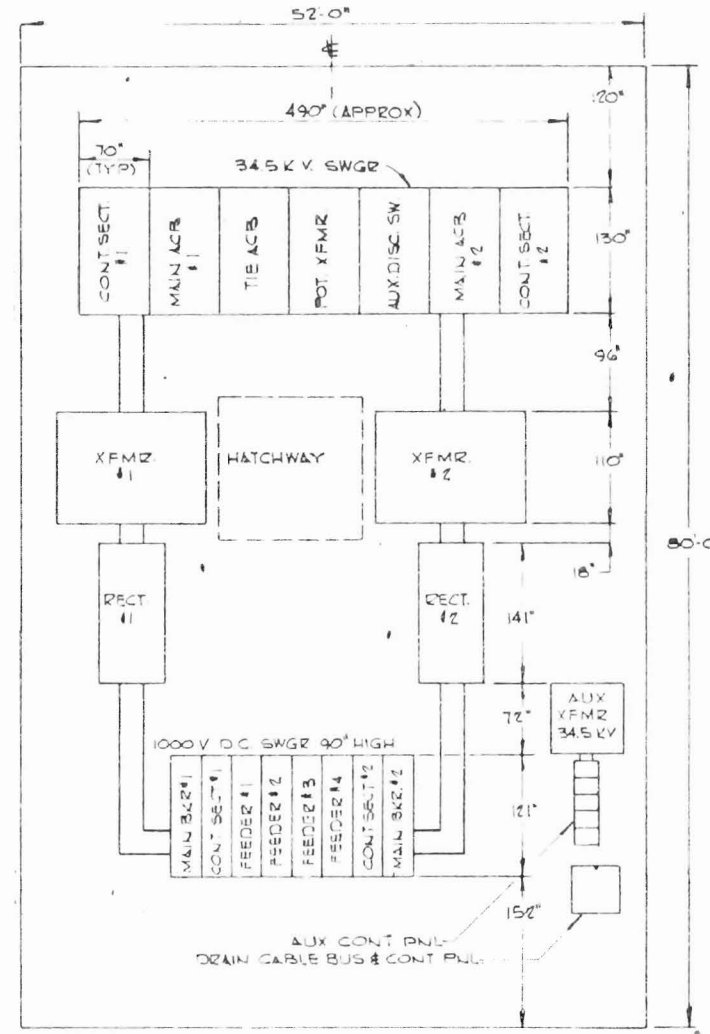 52'-0"
℄
490" (APPROX)
120"
70"
(TYP)
34.5 K V. SWGR
CONT. SECT. #1
MAIN ACB #1
TIE ACB
POT. XFMR
AUX. DISC. SW.
MAIN ACB #2
CONT. SECT. #2
130"
96"
XFMR. #1
HATCHWAY
XFMR. #2
110"
80'-0
18"
RECT. #1
RECT. #2
141"
72"
AUX
XFMR
34.5 KV
1000 V D.C. SWGR 90" HIGH
MAIN BKR #1
CONT SECT #1
FEEDER #1
FEEDER #2
FEEDER #3
FEEDER #4
CONT SECT #2
MAIN BKR. #2
121"
152"
AUX CONT PNL
DRAIN CABLE BUS & CONT PNL